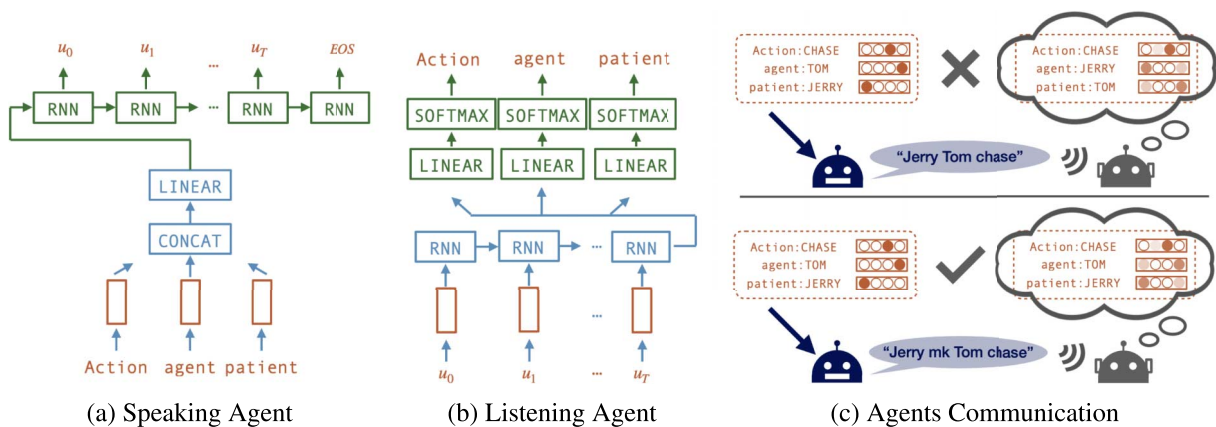 u0 u1 ... uT EOS
RNN RNN ... RNN RNN
LINEAR
CONCAT
...
Action agent patient
(a) Speaking Agent
Action agent patient
SOFTMAX SOFTMAX SOFTMAX
LINEAR LINEAR LINEAR
RNN RNN ... RNN
...
u0 u1 ... uT
(b) Listening Agent
Action:CHASE
agent:TOM
patient:JERRY
Action:CHASE
agent:JERRY
patient:TOM
“Jerry Tom chase”
Action:CHASE
agent:TOM
patient:JERRY
Action:CHASE
agent:TOM
patient:JERRY
“Jerry mk Tom chase”
(c) Agents Communication